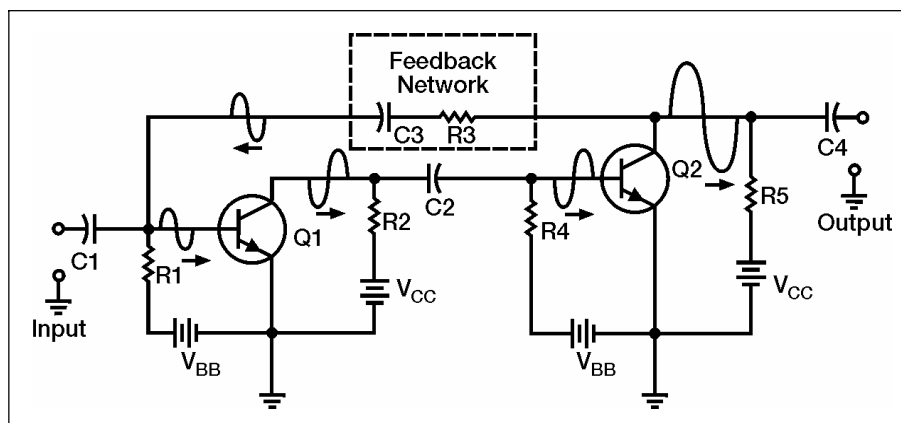 Feedback
Network
C3
R3
C4
Q2
C2
R2
R4
R5
Q1
C1
R1
Output
VCC
VCC
Input
VBB
VBB